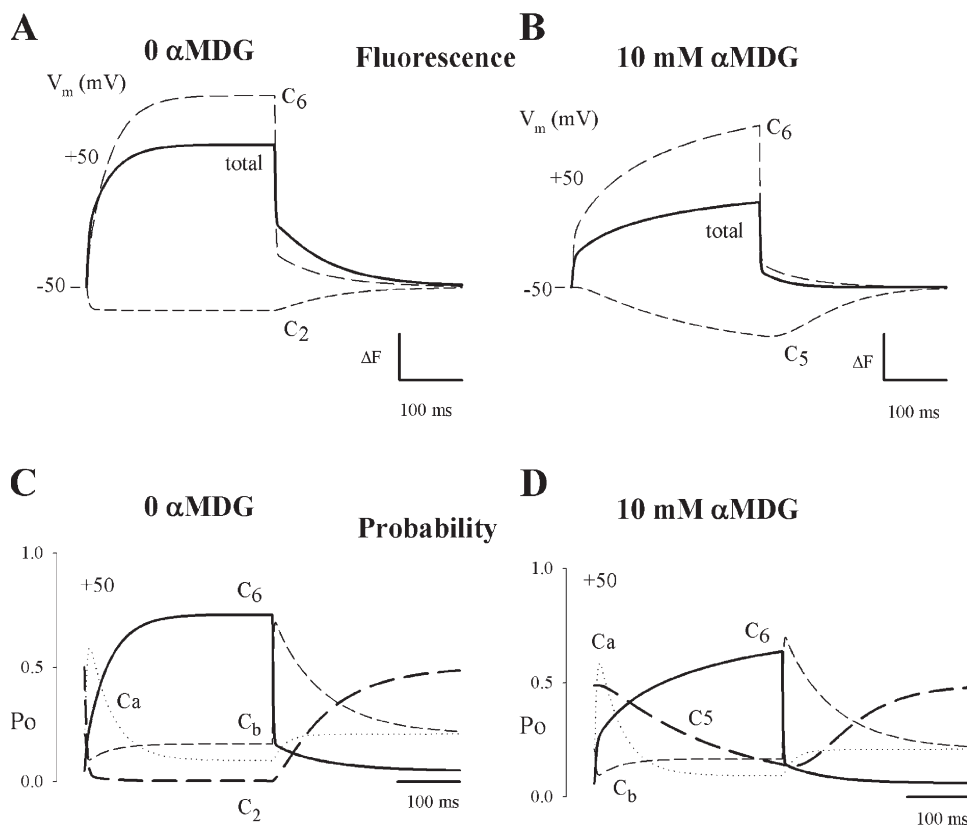 A
B
0 αMDG
Fluorescence
10 mM αMDG
Vm (mV)
C6
+50
total
-50
C2
ΔF
100 ms
Vm (mV)
C6
+50
total
-50
C5
ΔF
100 ms
C
D
0 αMDG
Probability
10 mM αMDG
1.0
+50
C6
0.5
Ca
Po
Cb
0.0
C2
100 ms
1.0
+50
Ca
C6
0.5
C5
Po
Cb
0.0
100 ms